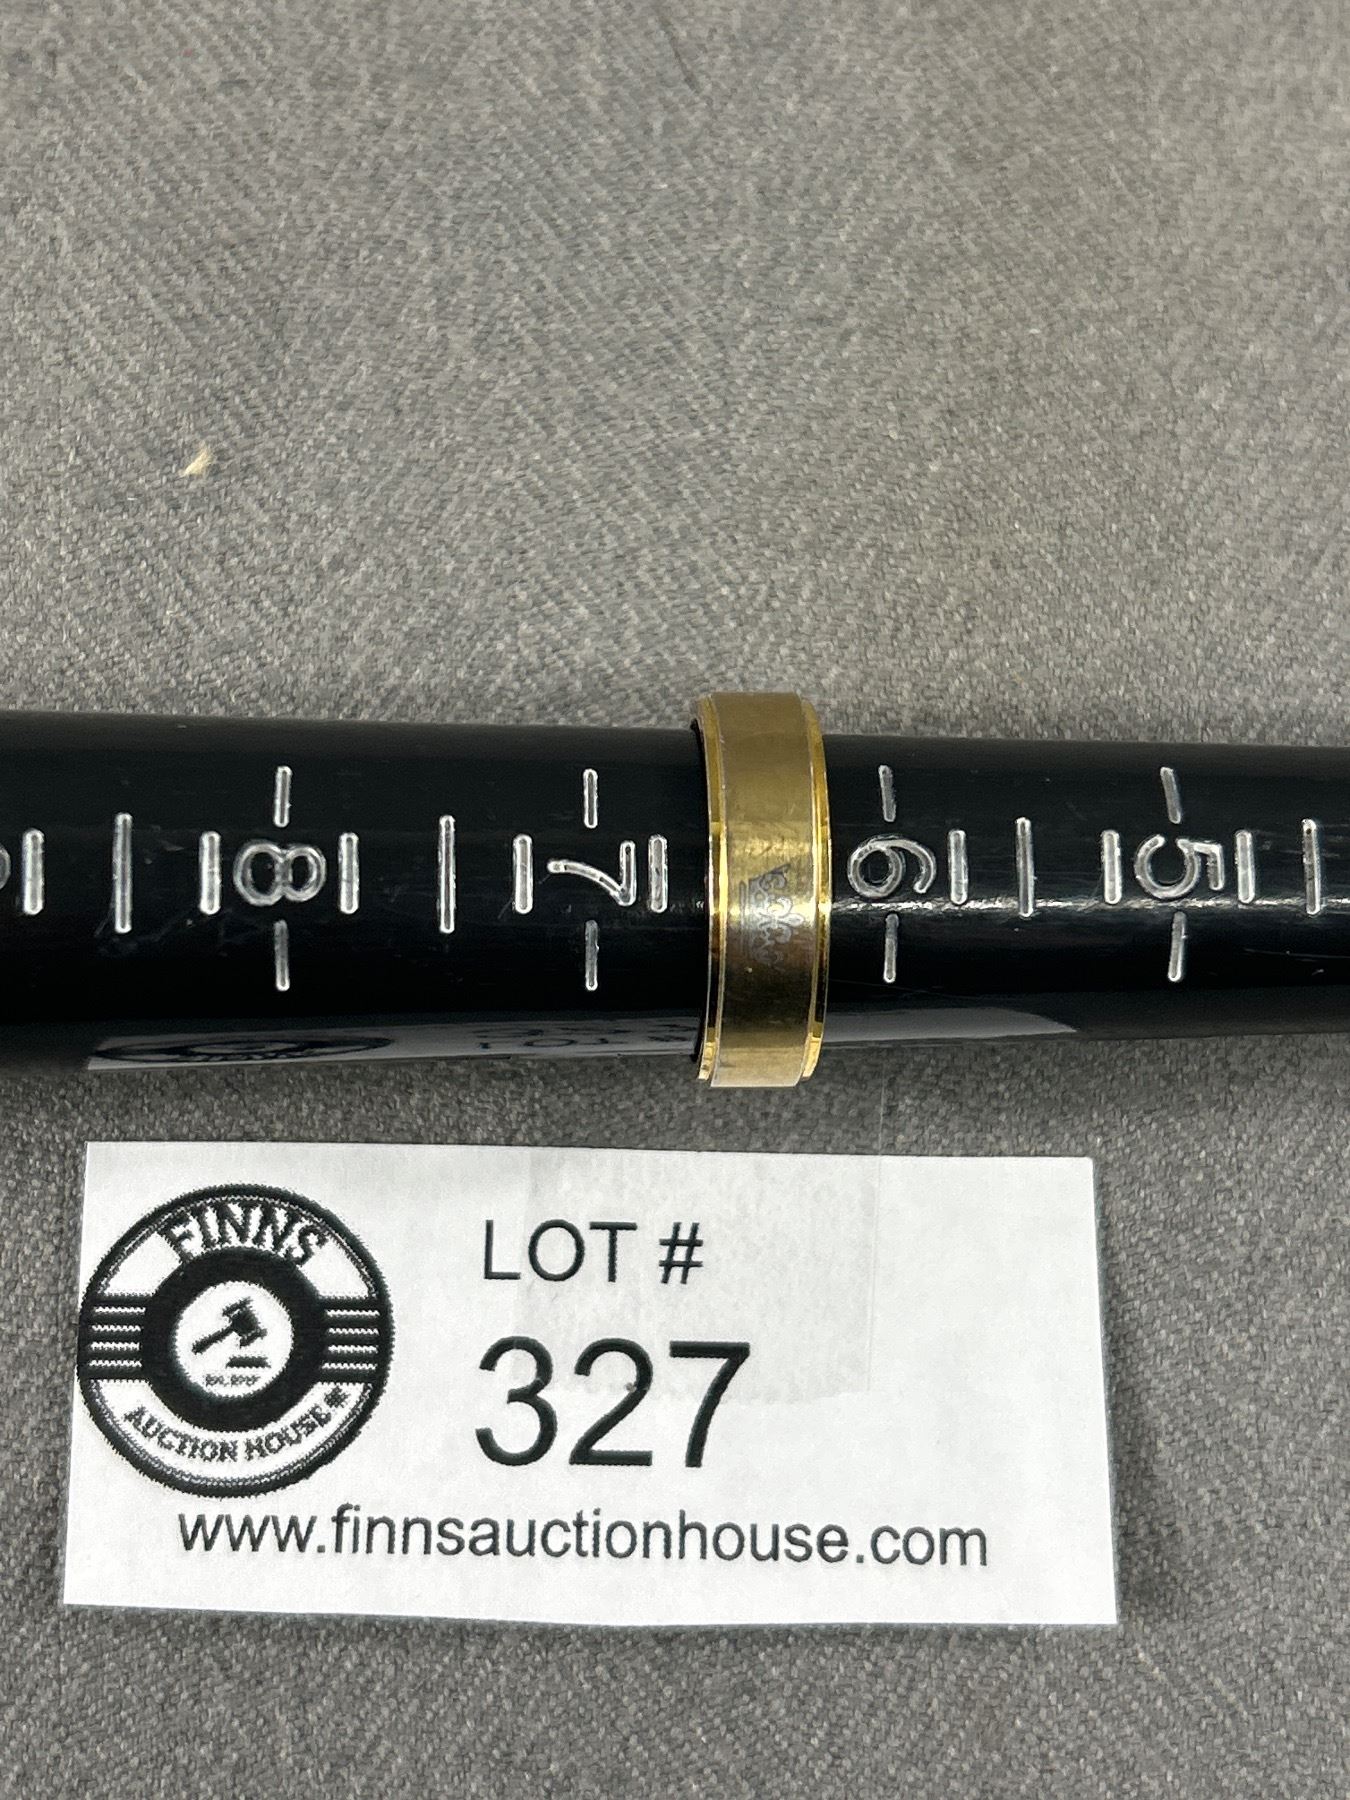 8 7 6 5
FINNS
AUCTION HOUSE
LOT #
327
www.finnsauctionhouse.com